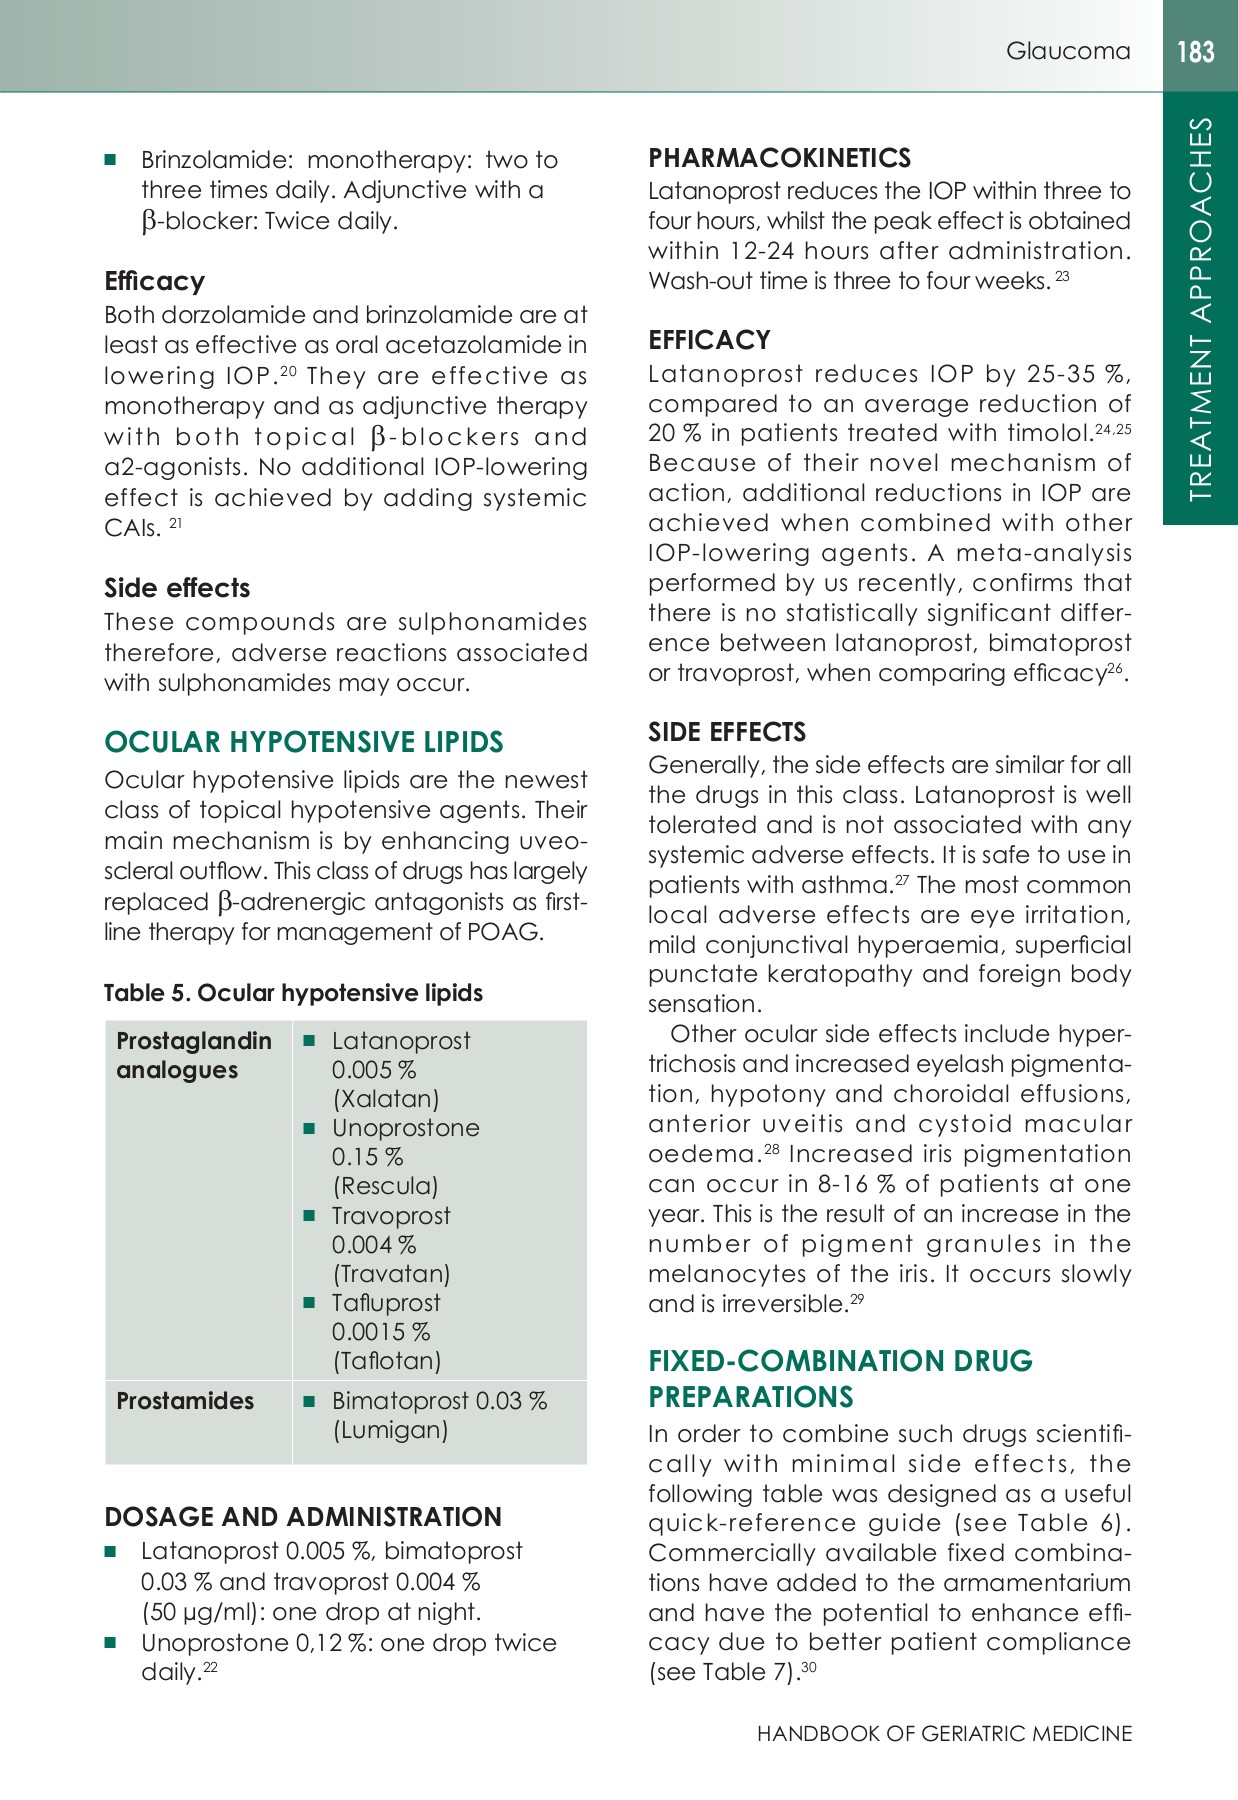 Glaucoma
183
TREATMENT APPROACHES
■ Brinzolamide: monotherapy: two to
three times daily. Adjunctive with a
β-blocker: Twice daily.
Efficacy
Both dorzolamide and brinzolamide are at
least as effective as oral acetazolamide in
lowering IOP.20 They are effective as
monotherapy and as adjunctive therapy
with both topical β-blockers and
a2-agonists. No additional IOP-lowering
effect is achieved by adding systemic
CAIs. 21
Side effects
These compounds are sulphonamides
therefore, adverse reactions associated
with sulphonamides may occur.
OCULAR HYPOTENSIVE LIPIDS
Ocular hypotensive lipids are the newest
class of topical hypotensive agents. Their
main mechanism is by enhancing uveo-
scleral outflow. This class of drugs has largely
replaced β-adrenergic antagonists as first-
line therapy for management of POAG.
Table 5. Ocular hypotensive lipids
Prostaglandin
analogues
■ Latanoprost
0.005 %
(Xalatan)
■ Unoprostone
0.15 %
(Rescula)
■ Travoprost
0.004 %
(Travatan)
■ Tafluprost
0.0015 %
(Taflotan)
Prostamides
■ Bimatoprost 0.03 %
(Lumigan)
DOSAGE AND ADMINISTRATION
■ Latanoprost 0.005 %, bimatoprost
0.03 % and travoprost 0.004 %
(50 µg/ml): one drop at night.
■ Unoprostone 0,12 %: one drop twice
daily.22
PHARMACOKINETICS
Latanoprost reduces the IOP within three to
four hours, whilst the peak effect is obtained
within 12-24 hours after administration.
Wash-out time is three to four weeks. 23
EFFICACY
Latanoprost reduces IOP by 25-35 %,
compared to an average reduction of
20 % in patients treated with timolol.24,25
Because of their novel mechanism of
action, additional reductions in IOP are
achieved when combined with other
IOP-lowering agents. A meta-analysis
performed by us recently, confirms that
there is no statistically significant differ-
ence between latanoprost, bimatoprost
or travoprost, when comparing efficacy26.
SIDE EFFECTS
Generally, the side effects are similar for all
the drugs in this class. Latanoprost is well
tolerated and is not associated with any
systemic adverse effects. It is safe to use in
patients with asthma.27 The most common
local adverse effects are eye irritation,
mild conjunctival hyperaemia, superficial
punctate keratopathy and foreign body
sensation.
Other ocular side effects include hyper-
trichosis and increased eyelash pigmenta-
tion, hypotony and choroidal effusions,
anterior uveitis and cystoid macular
oedema.28 Increased iris pigmentation
can occur in 8-16 % of patients at one
year. This is the result of an increase in the
number of pigment granules in the
melanocytes of the iris. It occurs slowly
and is irreversible.29
FIXED-COMBINATION DRUG
PREPARATIONS
In order to combine such drugs scientifi-
cally with minimal side effects, the
following table was designed as a useful
quick-reference guide (see Table 6).
Commercially available fixed combina-
tions have added to the armamentarium
and have the potential to enhance effi-
cacy due to better patient compliance
(see Table 7).30
HANDBOOK OF GERIATRIC MEDICINE